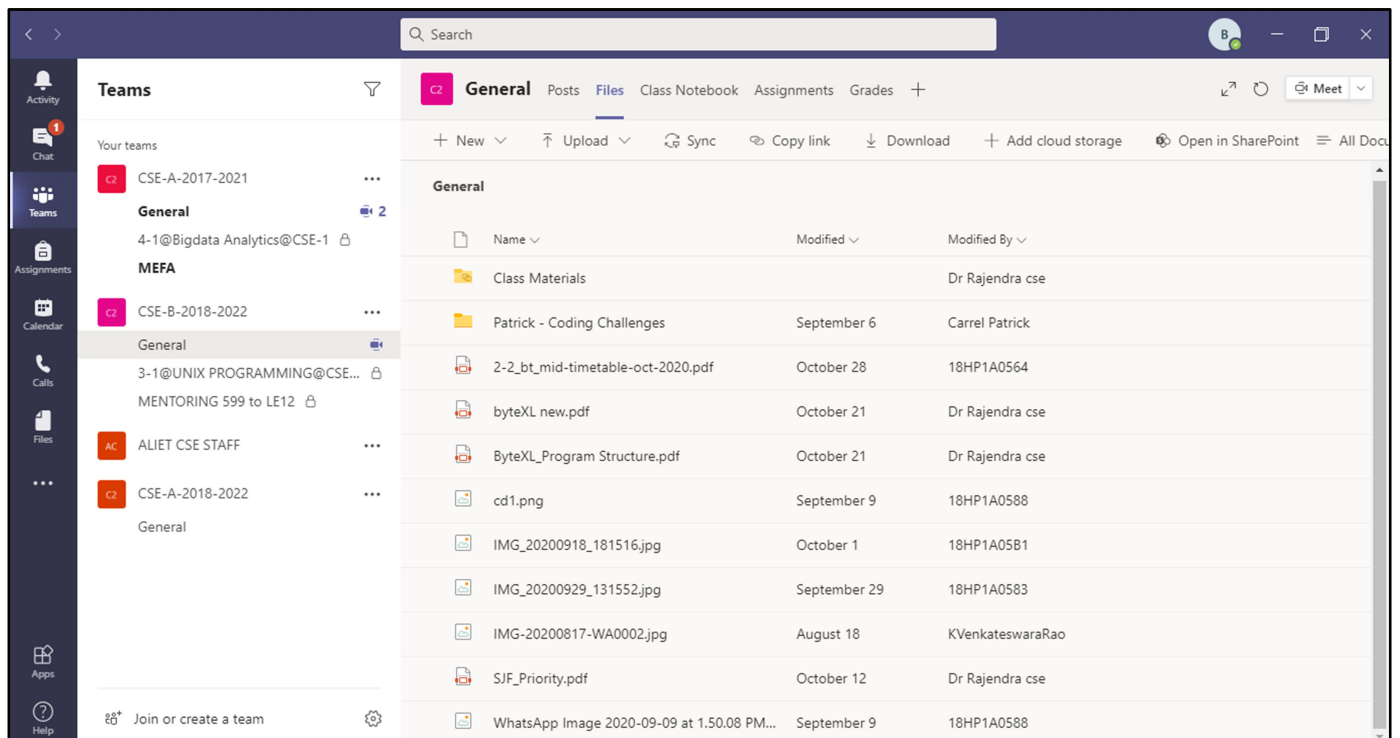 Search
B
Activity
1
Chat
Teams
Assignments
Calendar
Calls
Files
Apps
Help
Teams
Your teams
C2 CSE-A-2017-2021
General 2
4-1@Bigdata Analytics@CSE-1
MEFA
C2 CSE-B-2018-2022
General
3-1@UNIX PROGRAMMING@CSE...
MENTORING 599 to LE12
AC ALIET CSE STAFF
C2 CSE-A-2018-2022
General
Join or create a team
C2 General Posts Files Class Notebook Assignments Grades Meet
New Upload Sync Copy link Download Add cloud storage Open in SharePoint All Docu
General
Name Modified Modified By
Class Materials Dr Rajendra cse
Patrick - Coding Challenges September 6 Carrel Patrick
2-2_bt_mid-timetable-oct-2020.pdf October 28 18HP1A0564
byteXL new.pdf October 21 Dr Rajendra cse
ByteXL_Program Structure.pdf October 21 Dr Rajendra cse
cd1.png September 9 18HP1A0588
IMG_20200918_181516.jpg October 1 18HP1A05B1
IMG_20200929_131552.jpg September 29 18HP1A0583
IMG-20200817-WA0002.jpg August 18 KVenkateswaraRao
SJF_Priority.pdf October 12 Dr Rajendra cse
WhatsApp Image 2020-09-09 at 1.50.08 PM... September 9 18HP1A0588